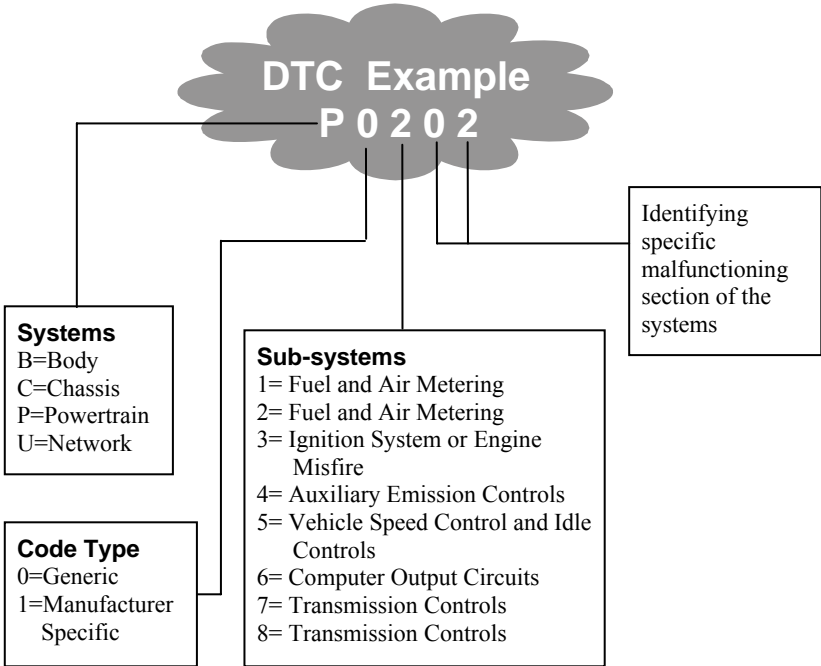 DTC Example
P 0 2 0 2
Identifying
specific
malfunctioning
section of the
systems
Systems
B=Body
C=Chassis
P=Powertrain
U=Network
Sub-systems
1= Fuel and Air Metering
2= Fuel and Air Metering
3= Ignition System or Engine
Misfire
4= Auxiliary Emission Controls
5= Vehicle Speed Control and Idle
Controls
6= Computer Output Circuits
7= Transmission Controls
8= Transmission Controls
Code Type
0=Generic
1=Manufacturer
Specific